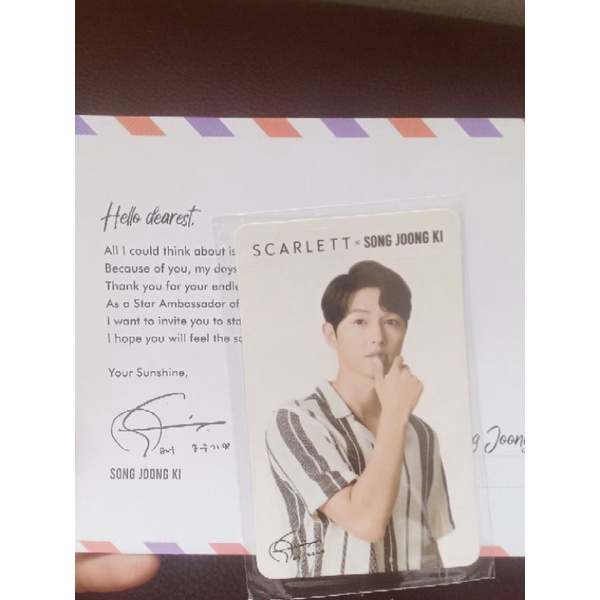 Hello dearest,
All I could think about is
Because of you, my days
Thank you for your endle
As a Star Ambassador of
I want to invite you to sta
I hope you will feel the sc
Your Sunshine,
SONG JOONG KI
SCARLETT × SONG JOONG KI
g Joong